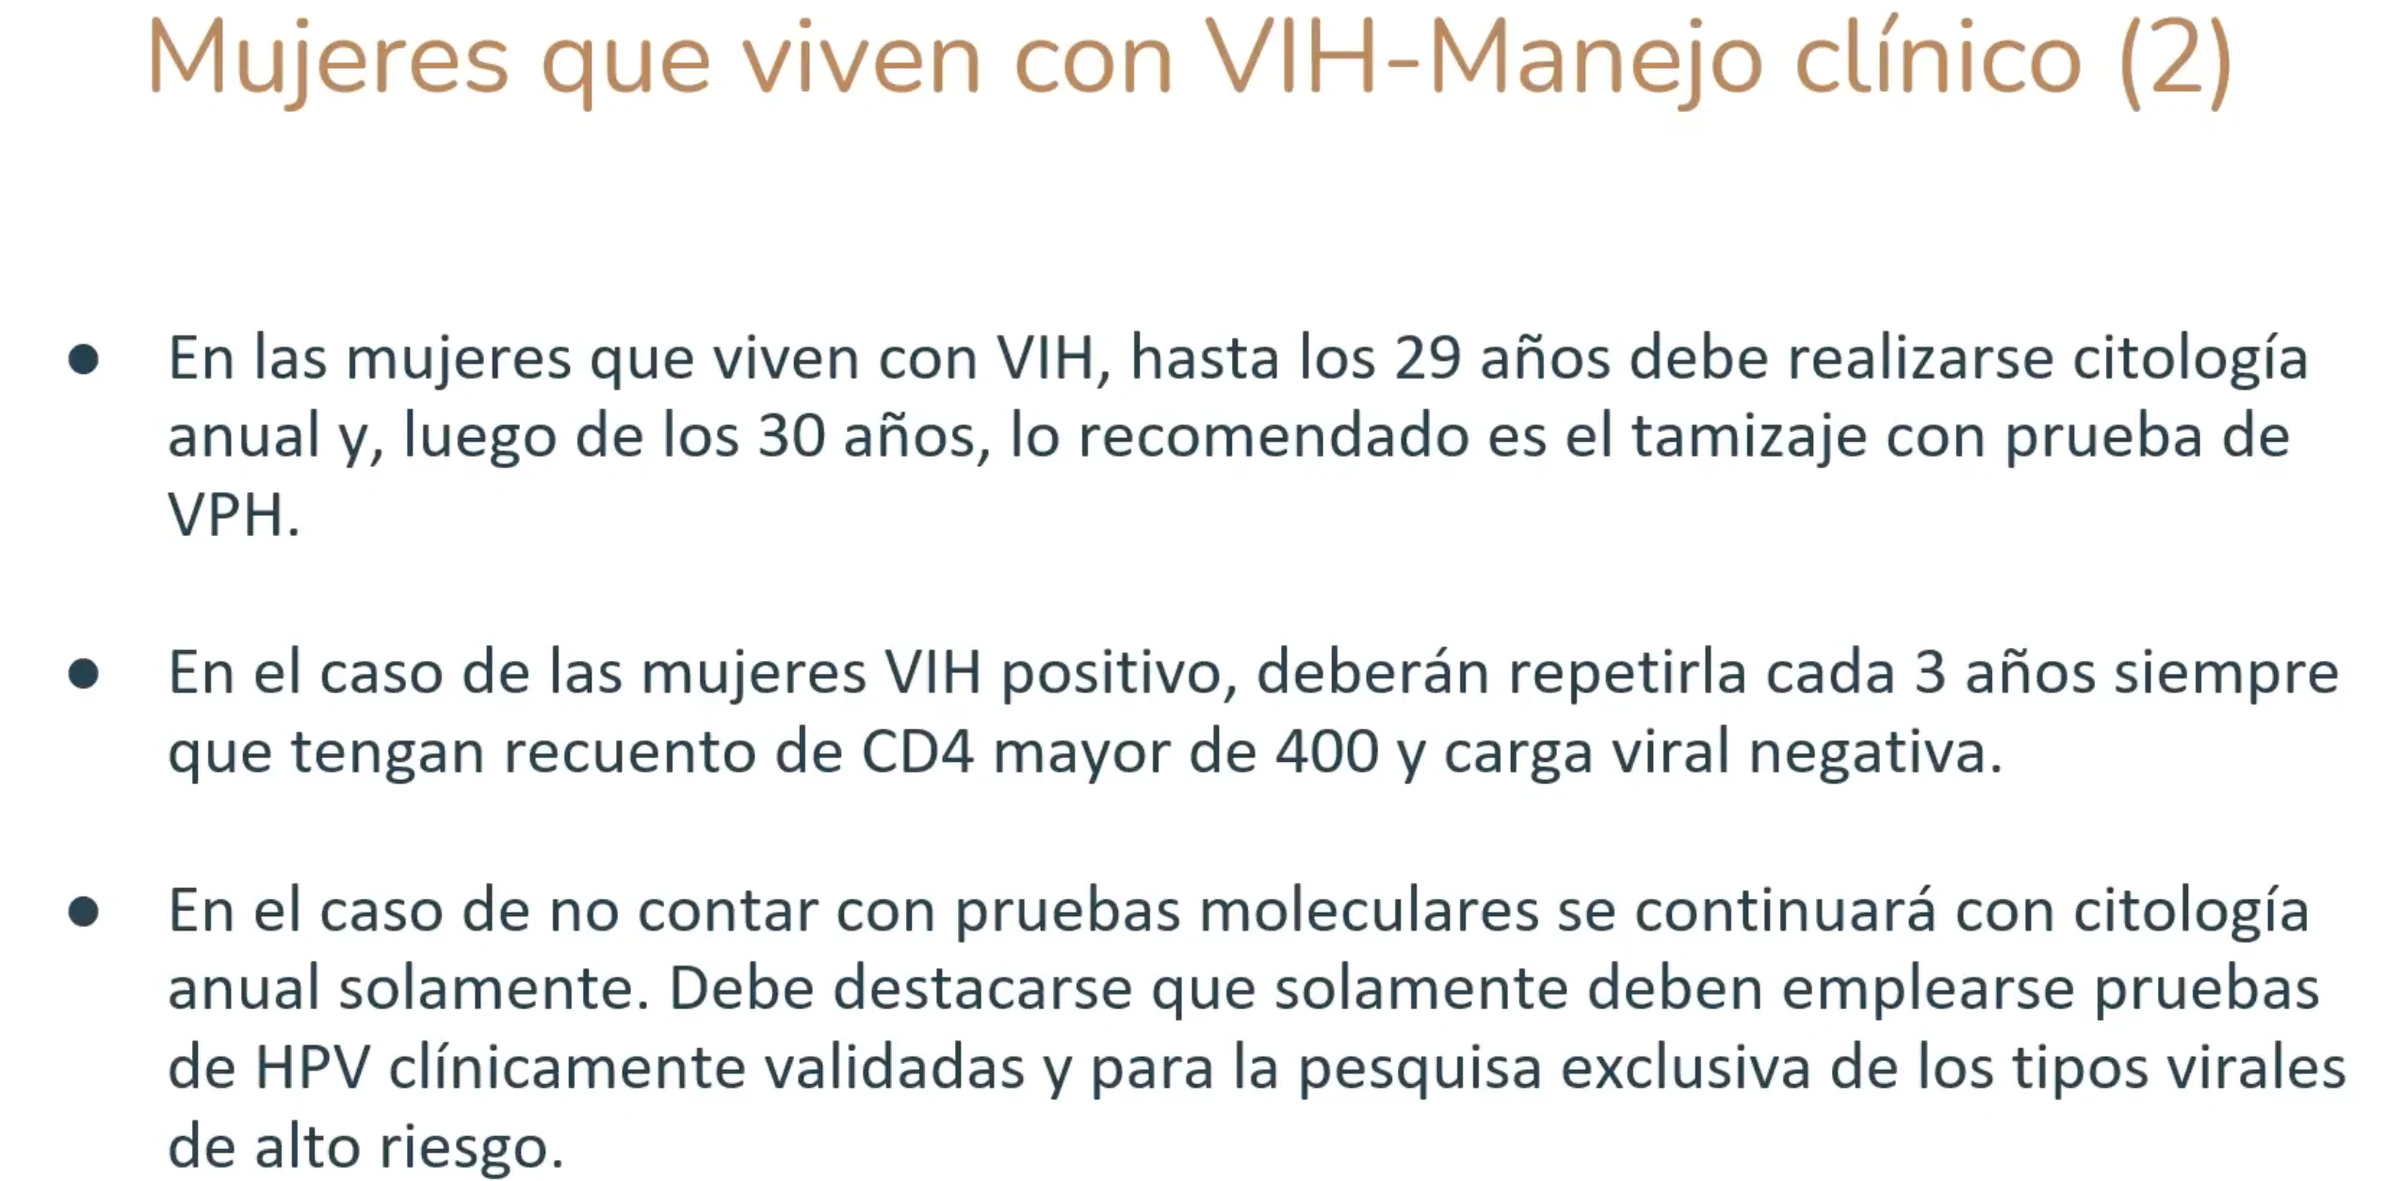 Mujeres que viven con VIH-Manejo clínico (2)
● En las mujeres que viven con VIH, hasta los 29 años debe realizarse citología
anual y, luego de los 30 años, lo recomendado es el tamizaje con prueba de
VPH.
● En el caso de las mujeres VIH positivo, deberán repetirla cada 3 años siempre
que tengan recuento de CD4 mayor de 400 y carga viral negativa.
● En el caso de no contar con pruebas moleculares se continuará con citología
anual solamente. Debe destacarse que solamente deben emplearse pruebas
de HPV clínicamente validadas y para la pesquisa exclusiva de los tipos virales
de alto riesgo.